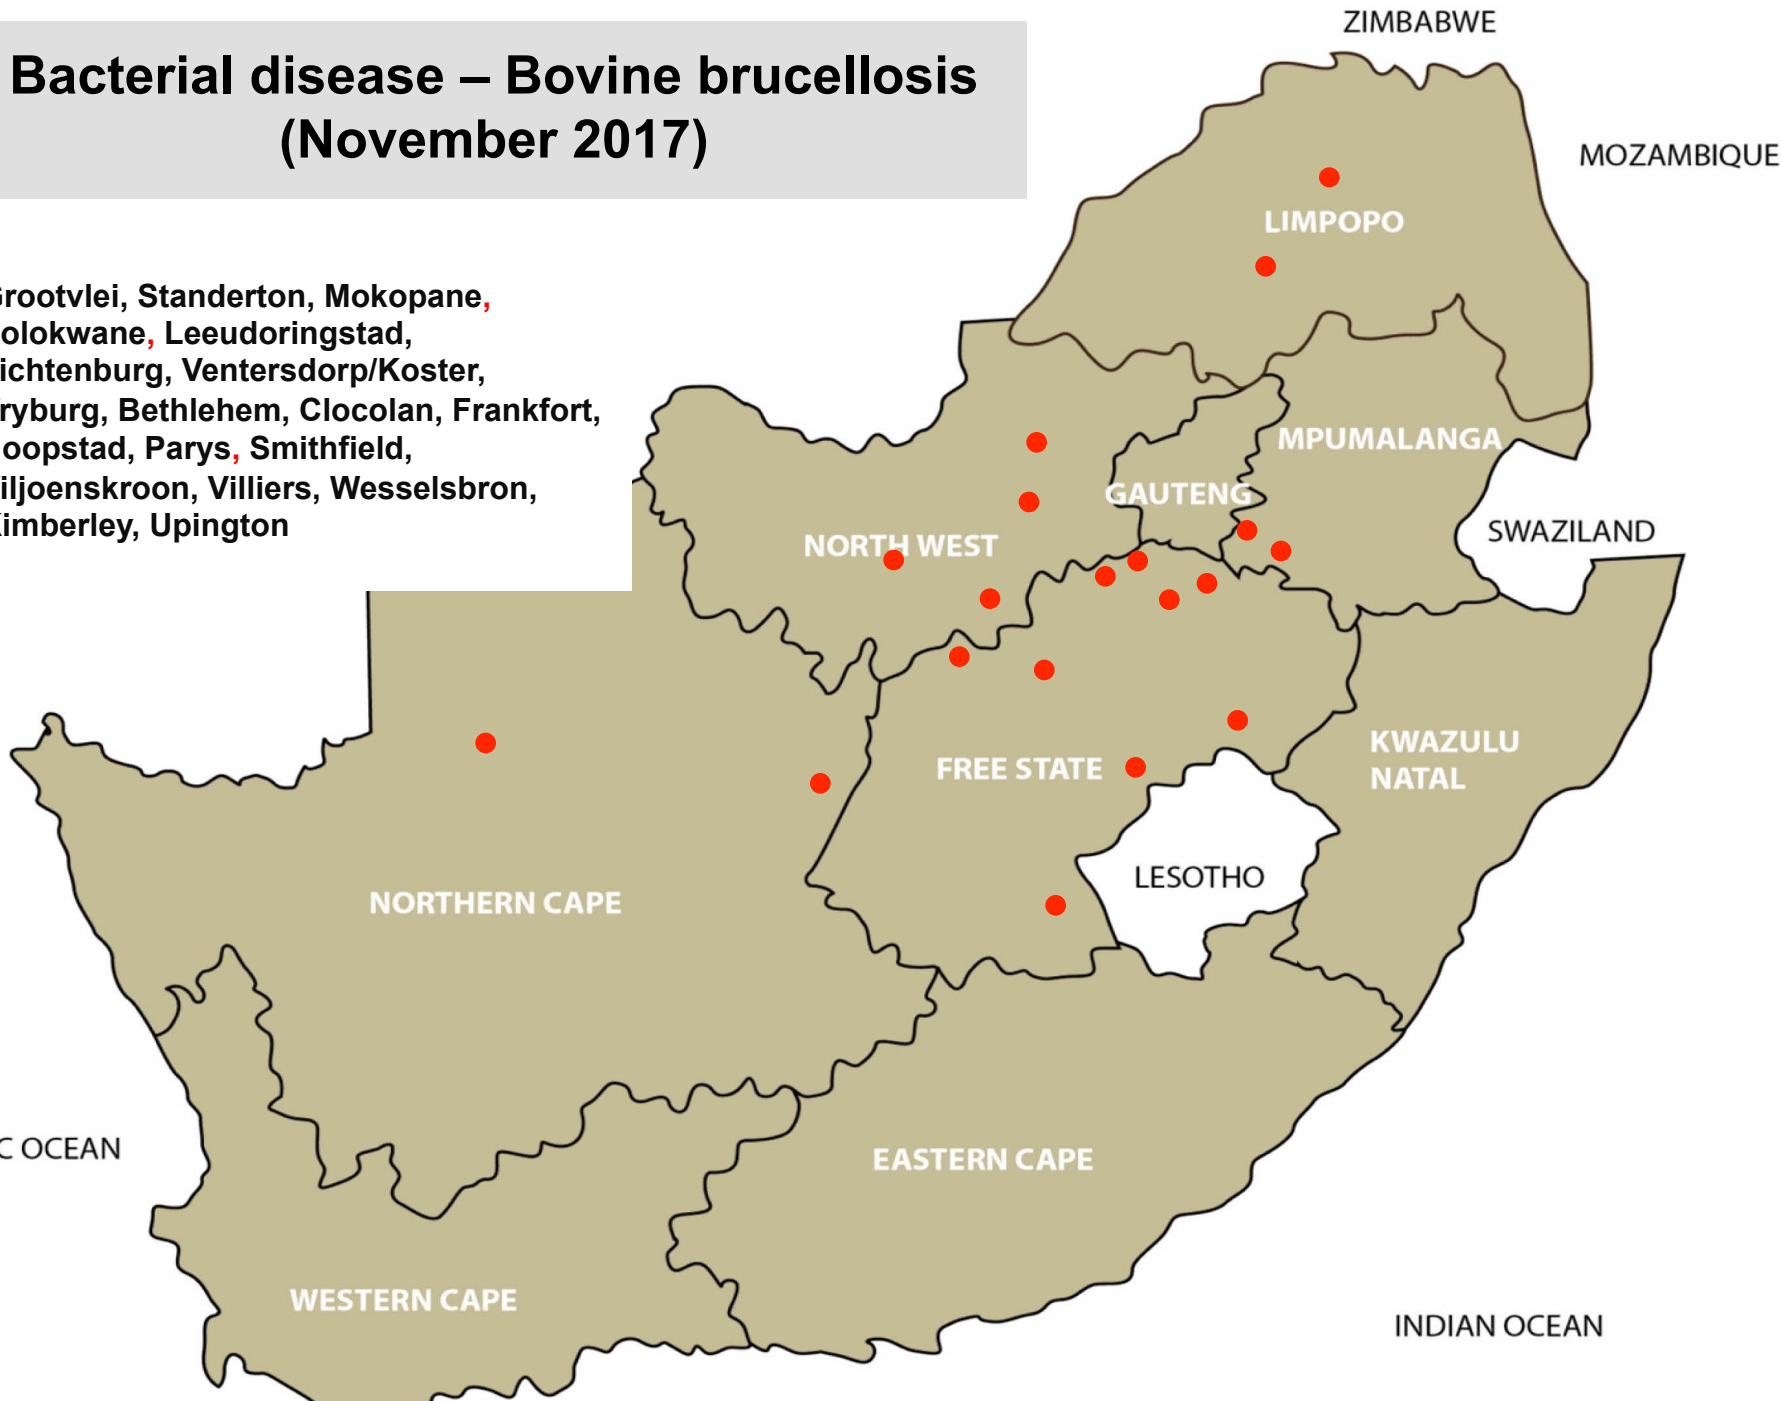 Bacterial disease – Bovine brucellosis
(November 2017)
rootvlei, Standerton, Mokopane,
olokwane, Leeudoringstad,
ichtenburg, Ventersdorp/Koster,
ryburg, Bethlehem, Clocolan, Frankfort,
oopstad, Parys, Smithfield,
iljoenskroon, Villiers, Wesselsbron,
Kimberley, Upington
ZIMBABWE
MOZAMBIQUE
LIMPOPO
MPUMALANGA
GAUTENG
SWAZILAND
NORTH WEST
KWAZULU
NATAL
FREE STATE
LESOTHO
NORTHERN CAPE
C OCEAN
EASTERN CAPE
WESTERN CAPE
INDIAN OCEAN